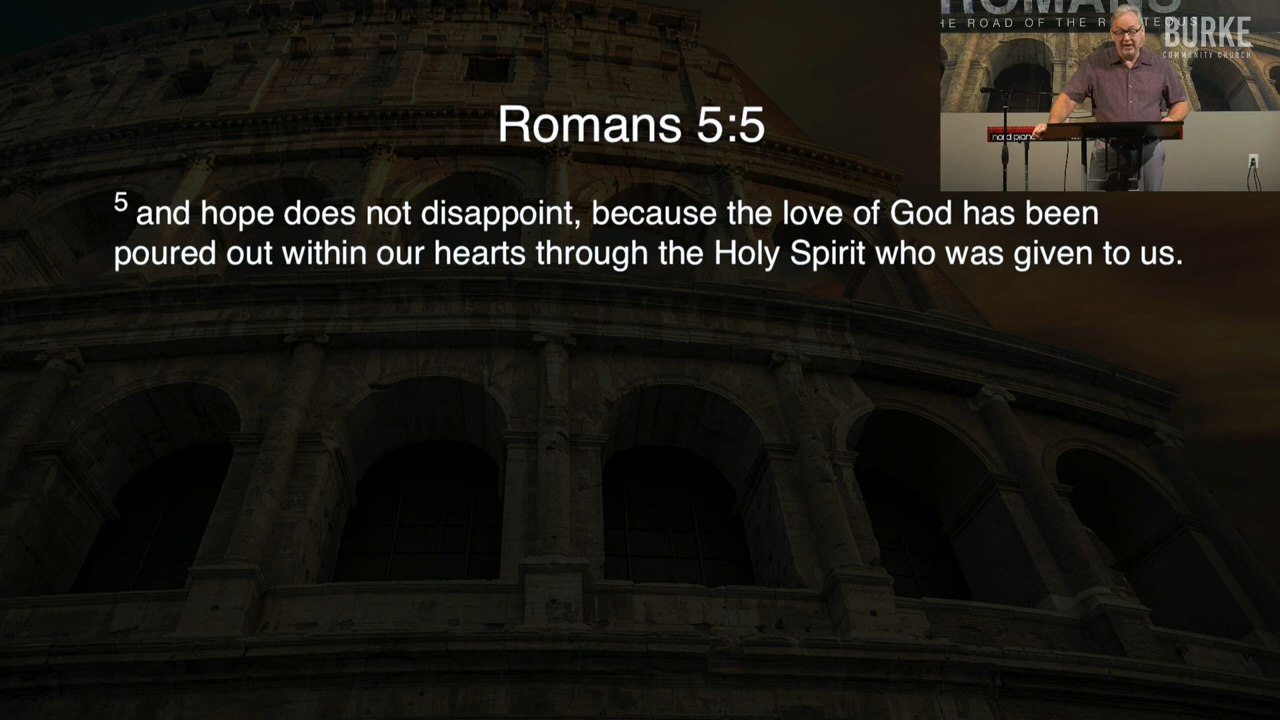 ROMANS
HE ROAD OF THE RIGHTEOUS
BURKE
COMMUNITY CHURCH
Romans 5:5
5 and hope does not disappoint, because the love of God has been
poured out within our hearts through the Holy Spirit who was given to us.
nord piano